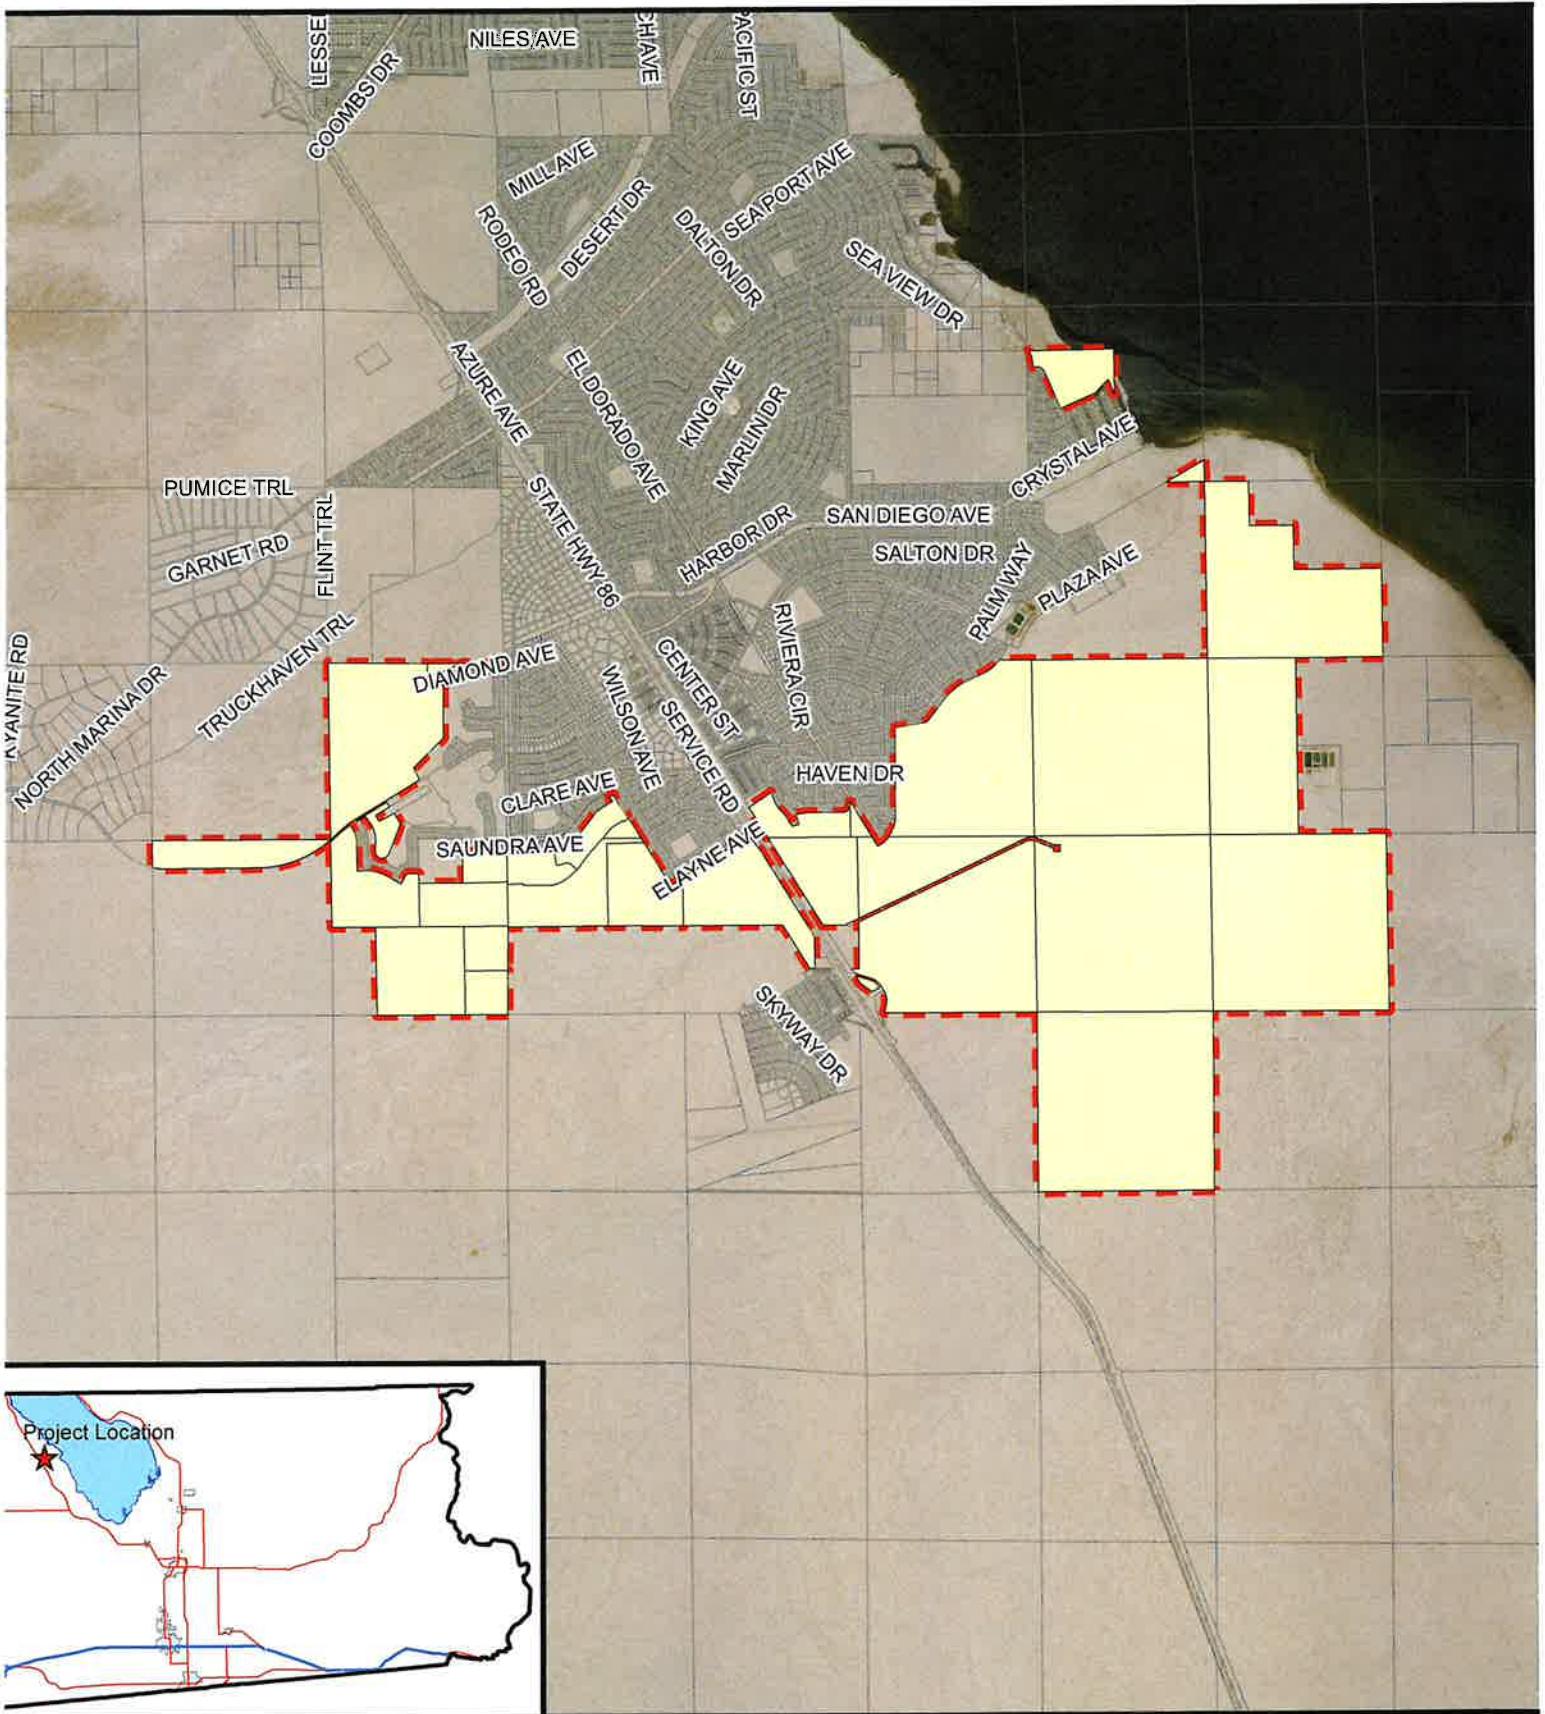 LESSE
NILES AVE
CH AVE
PACIFIC ST
COOMBS DR
MILL AVE
SEA PORT AVE
RODEO RD
DESERT DR
DALTON DR
SEA VIEW DR
AZURE AVE
EL DORADO AVE
KING AVE
MARLIN DR
CRYSTAL AVE
PUMICE TRL
FLINT TRL
STATE HWY 86
SAN DIEGO AVE
GARNET RD
HARBOR DR
SALTON DR
PALM WAY
PLAZA AVE
KYANITE RD
TRUCKHAVEN TRL
RIVIERA CIR
NORTH MARINA DR
DIAMOND AVE
WILSON AVE
CENTER ST
SERVICE RD
HAVEN DR
CLARE AVE
SAUNDRA AVE
ELAYNE AVE
SKYWAY DR
Project Location